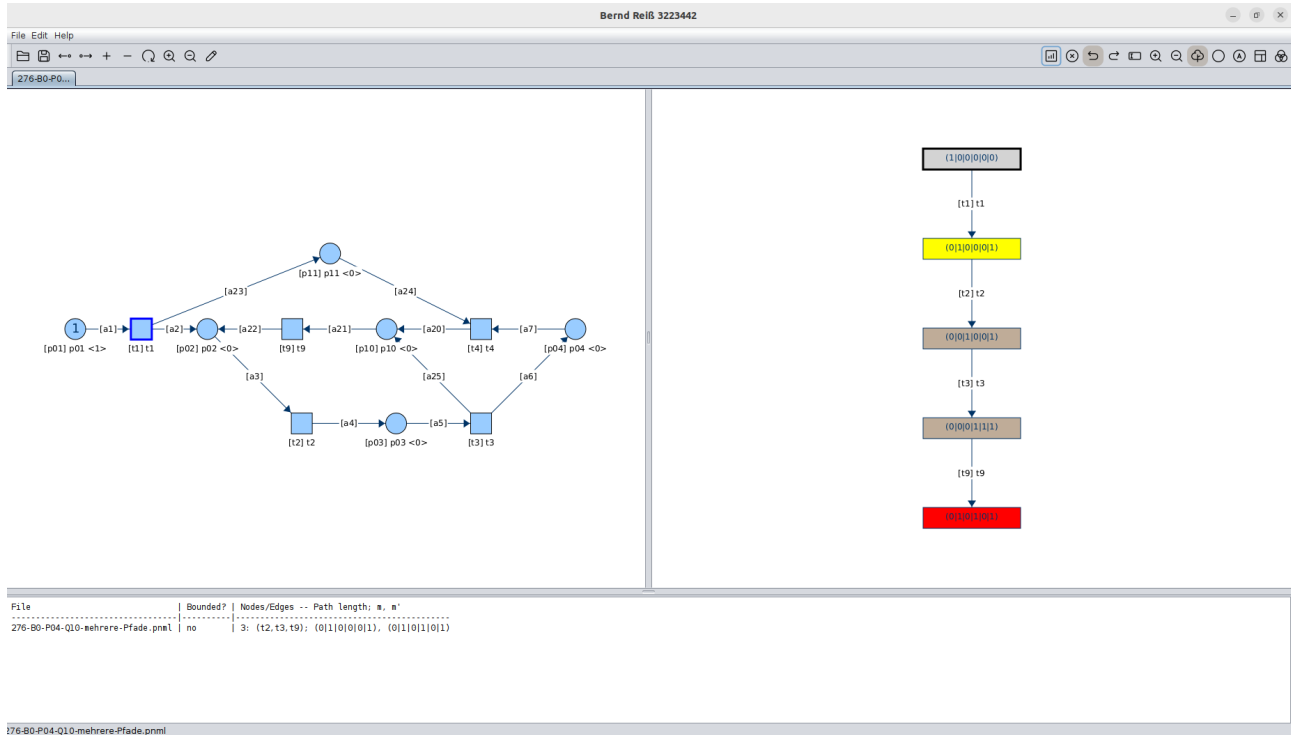 Bernd Reiß 3223442
File Edit Help
276-B0-P0...
[p11] p11 <0>
[a23]
[a24]
1
[a1]
[a2]
[a22]
[a21]
[a20]
[a7]
[p01] p01 <1>
[t1] t1
[p02] p02 <0>
[t9] t9
[p10] p10 <0>
[t4] t4
[p04] p04 <0>
[a3]
[a25]
[a6]
[a4]
[a5]
[t2] t2
[p03] p03 <0>
[t3] t3
(1|0|0|0|0|0)
[t1] t1
(0|1|0|0|0|1)
[t2] t2
(0|0|1|0|0|1)
[t3] t3
(0|0|0|1|1|1)
[t9] t9
(0|1|0|1|0|1)
File | Bounded? | Nodes/Edges -- Path length; m, m'
---------------------------------|----------|-------------------------------------------
276-B0-P04-Q10-mehrere-Pfade.pnml | no | 3: (t2,t3,t9); (0|1|0|0|0|1), (0|1|0|1|0|1)
276-B0-P04-Q10-mehrere-Pfade.pnml